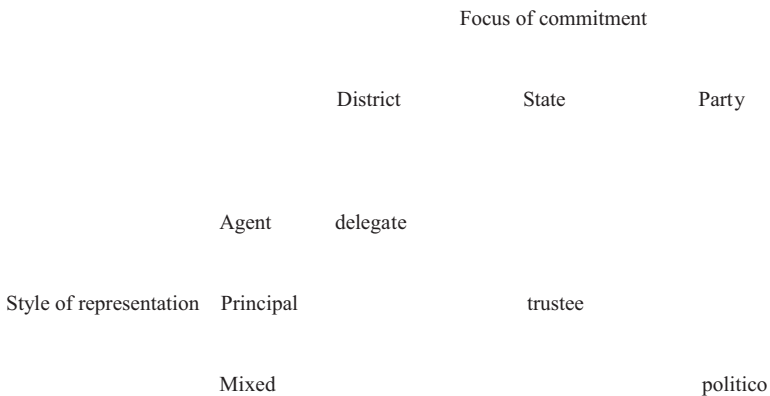 Focus of commitment
District State Party
Agent delegate
Style of representation Principal trustee
Mixed politico